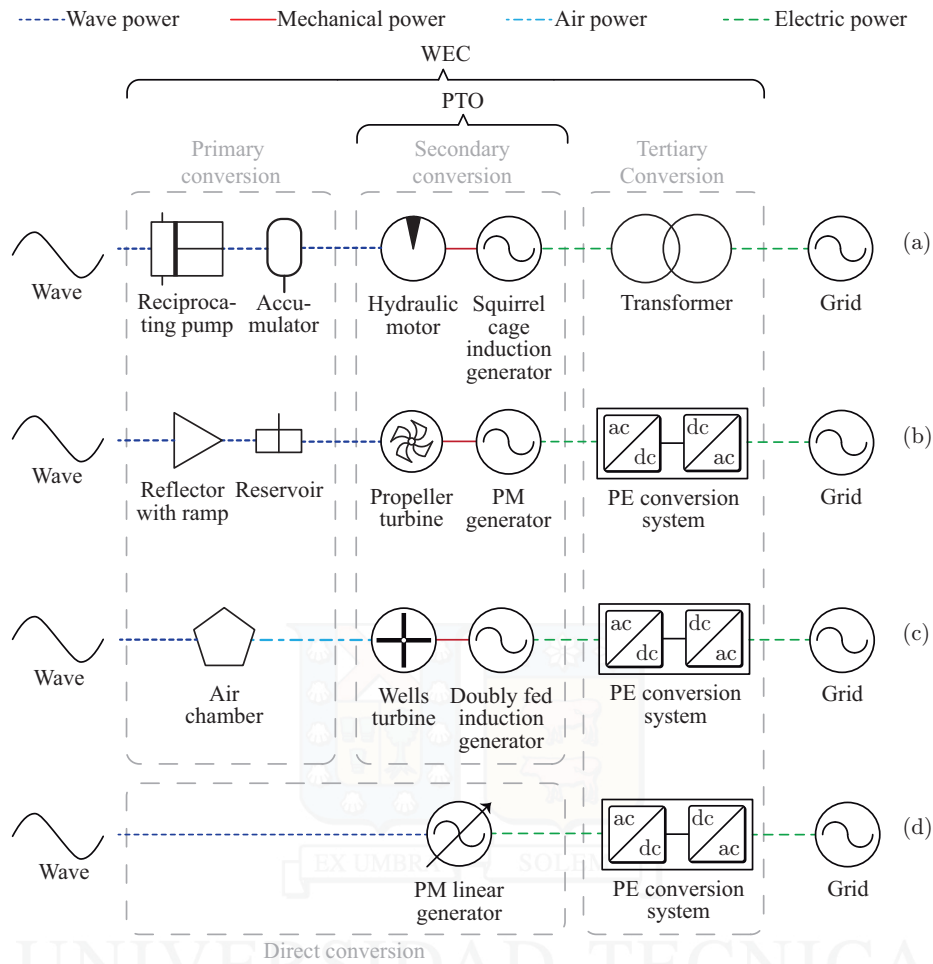 Wave power Mechanical power Air power Electric power
WEC
PTO
Primary
conversion
Secondary
conversion
Tertiary
Conversion
Wave
Reciproca-
ting pump
Accu-
mulator
Hydraulic
motor
Squirrel
cage
induction
generator
Transformer
Grid
(a)
Wave
Reflector
with ramp
Reservoir
Propeller
turbine
PM
generator
ac
dc
dc
ac
PE conversion
system
Grid
(b)
Wave
Air
chamber
Wells
turbine
Doubly fed
induction
generator
ac
dc
dc
ac
PE conversion
system
Grid
(c)
Wave
PM linear
generator
ac
dc
dc
ac
PE conversion
system
Grid
(d)
Direct conversion
EX UMBRA SOLEM
UNIVERSIDAD TECNICA